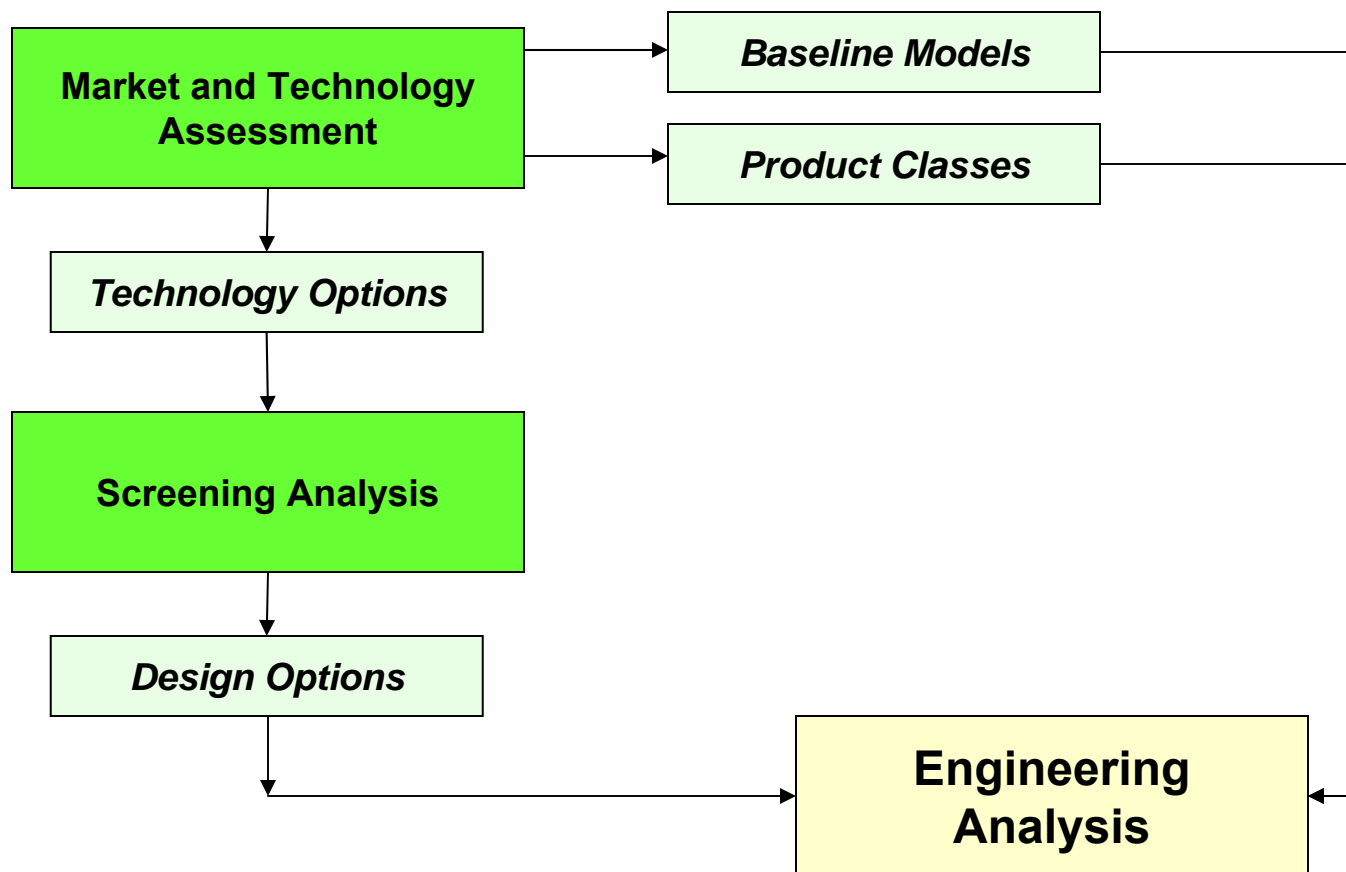 Baseline Models
Market and Technology
Assessment
Product Classes
Technology Options
Screening Analysis
Design Options
Engineering
Analysis